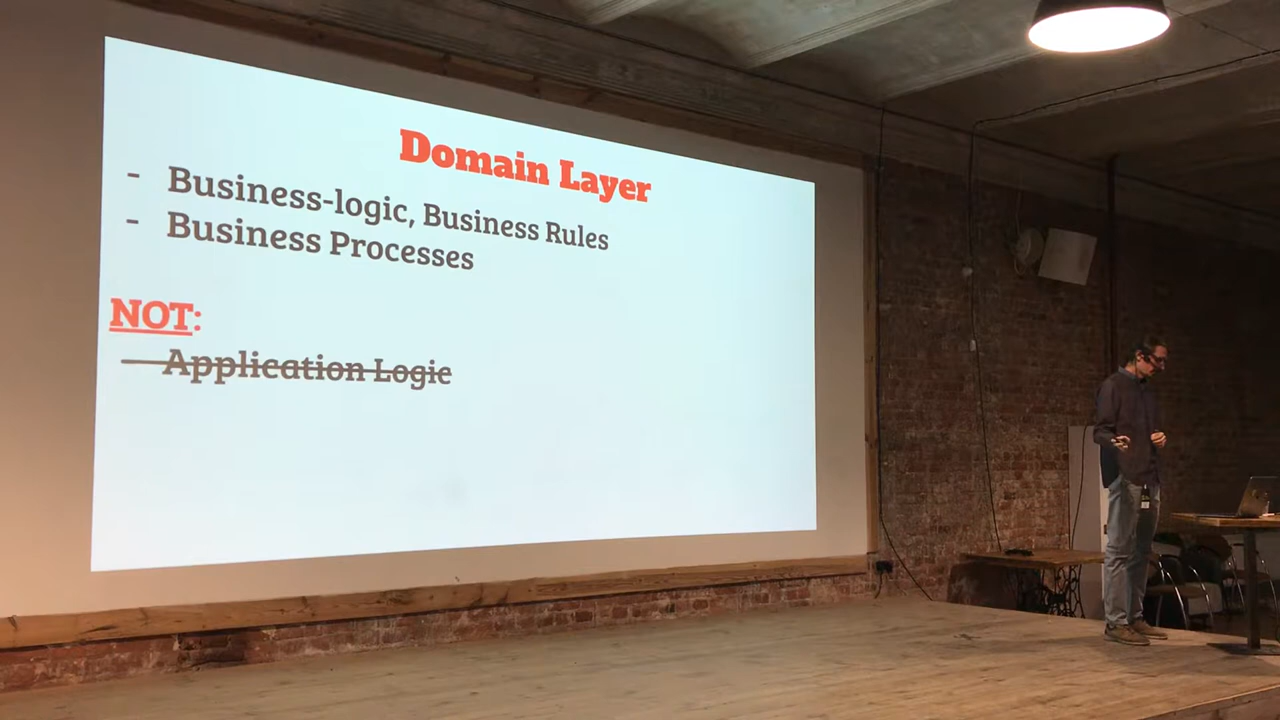 Domain Layer
- Business-logic, Business Rules
- Business Processes
NOT:
- Application Logic